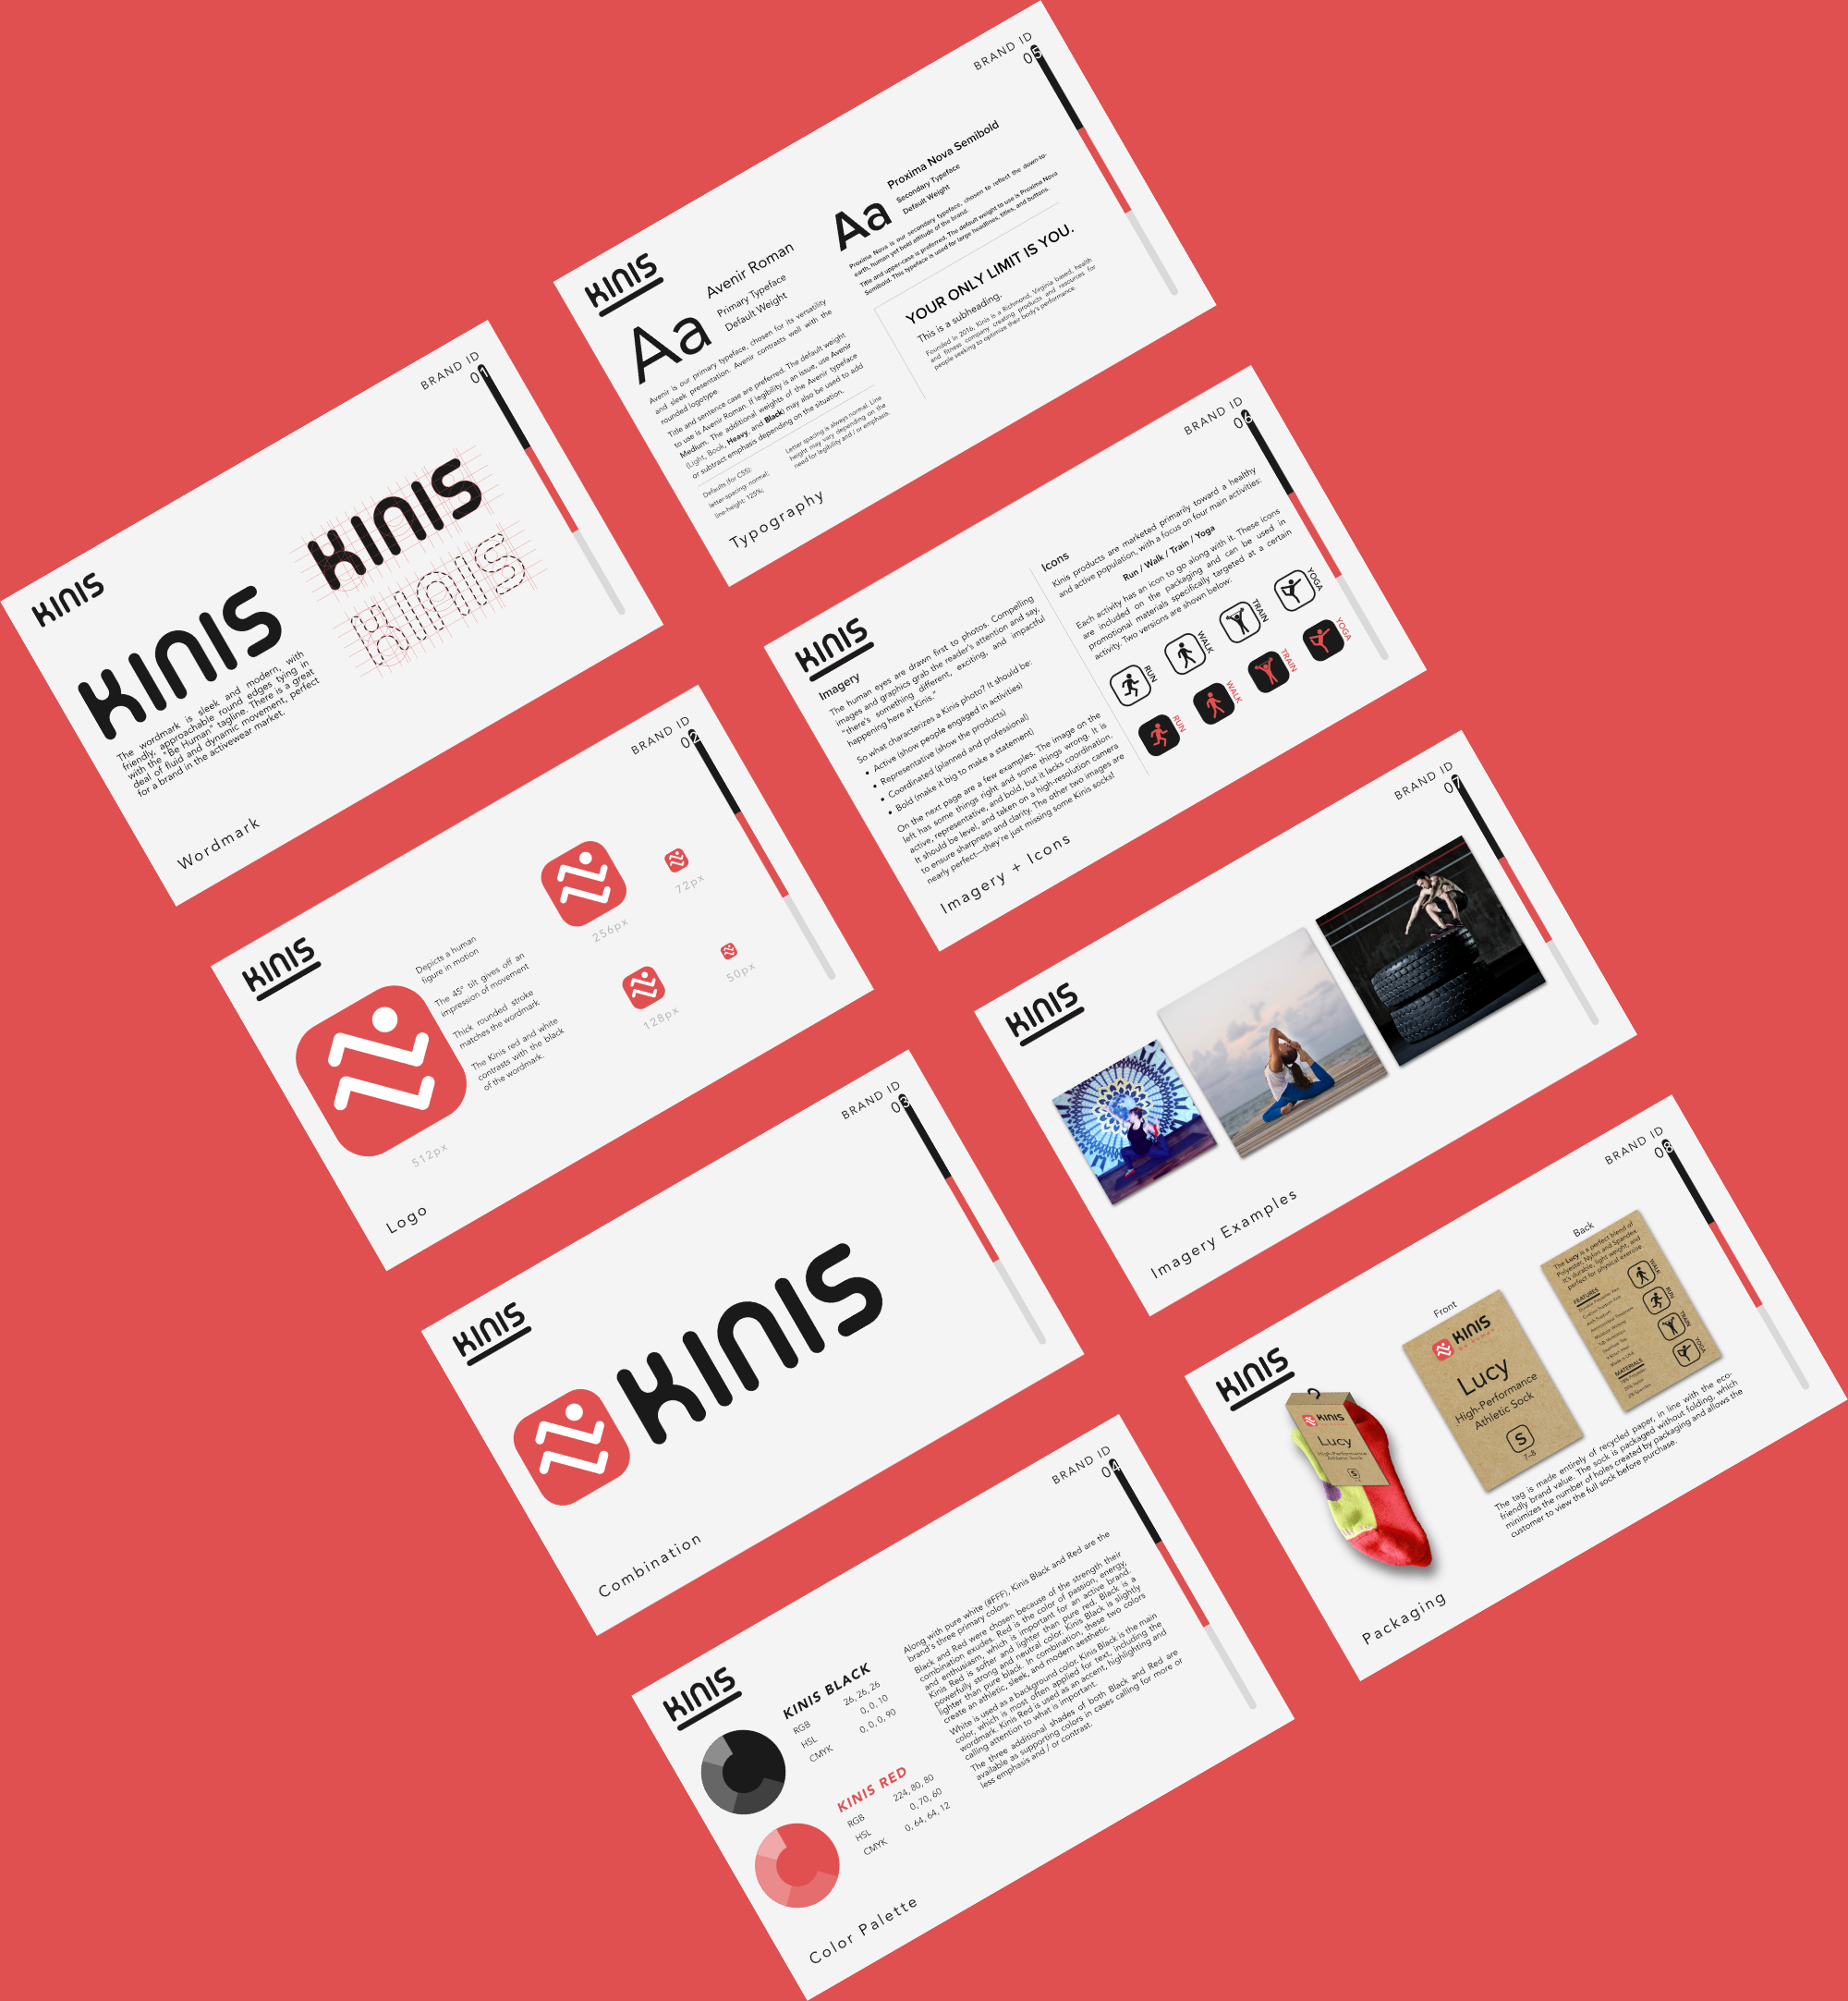 BRAND ID
01
KINIS
KINIS
KINIS
KINIS
The wordmark is sleek and modern, with
friendly, approachable round edges tying in
with the "Be Human" tagline. There is a great
deal of fluid and dynamic movement, perfect
for a brand in the activewear market.
Wordmark
BRAND ID
02
KINIS
Depicts a human
figure in motion
The 45° tilt gives off an
impression of movement
Thick rounded stroke
matches the wordmark
The Kinis red and white
contrasts with the black
of the wordmark.
512px
256px
128px
72px
50px
Logo
BRAND ID
03
KINIS
KINIS
Combination
BRAND ID
04
KINIS
KINIS BLACK
RGB 26, 26, 26
HSL 0, 0, 10
CMYK 0, 0, 0, 90
KINIS RED
RGB 224, 80, 80
HSL 0, 70, 60
CMYK 0, 64, 64, 12
Along with pure white (#FFF), Kinis Black and Red are the
brand's three primary colors.
Black and Red were chosen because of the strength their
combination exudes. Red is the color of passion, energy,
and enthusiasm, which is important for an active brand.
Kinis Red is softer and lighter than pure red. Black is a
powerfully strong and neutral color. Kinis Black is slightly
lighter than pure black. In combination, these two colors
create an athletic, sleek, and modern aesthetic.
White is used as a background color. Kinis Black is the main
color, which is most often applied for text, including the
wordmark. Kinis Red is used as an accent, highlighting and
calling attention to what is important.
The three additional shades of both Black and Red are
available as supporting colors in cases calling for more or
less emphasis and / or contrast.
Color Palette
BRAND ID
05
KINIS
Aa
Avenir Roman
Primary Typeface
Default Weight
Avenir is our primary typeface, chosen for its versatility
and sleek presentation. Avenir contrasts well with the
rounded logotype.
Title and sentence case are preferred. The default weight
to use is Avenir Roman. If legibility is an issue, use Avenir
Medium. The additional weights of the Avenir typeface
(Light, Book, Heavy, and Black) may also be used to add
or subtract emphasis depending on the situation.
Defaults (for CSS):
letter-spacing: normal;
line-height: 125%;
Letter spacing is always normal. Line
height may vary depending on the
need for legibility and / or emphasis.
Aa
Proxima Nova Semibold
Secondary Typeface
Default Weight
Proxima Nova is our secondary typeface, chosen to reflect the down-to-
earth, human yet bold attitude of the brand.
Title and upper-case is preferred. The default weight to use is Proxima Nova
Semibold. This typeface is used for large headlines, titles, and buttons.
YOUR ONLY LIMIT IS YOU.
This is a subheading.
Founded in 2016, Kinis is a Richmond, Virginia based, health
and fitness company creating products and resources for
people seeking to optimize their body's performance
Typography
BRAND ID
06
KINIS
Imagery
The human eyes are drawn first to photos. Compelling
images and graphics grab the reader's attention and say,
"there's something different, exciting, and impactful
happening here at Kinis."
So what characterizes a Kinis photo? It should be:
• Active (show people engaged in activities)
• Representative (show the products)
• Coordinated (planned and professional)
• Bold (make it big to make a statement)
On the next page are a few examples. The image on the
left has some things right and some things wrong. It is
active, representative, and bold, but it lacks coordination.
It should be level, and taken on a high-resolution camera
to ensure sharpness and clarity. The other two images are
nearly perfect—they're just missing some Kinis socks!
Icons
Kinis products are marketed primarily toward a healthy
and active population, with a focus on four main activities:
Run / Walk / Train / Yoga
Each activity has an icon to go along with it. These icons
are included on the packaging and can be used in
promotional materials specifically targeted at a certain
activity. Two versions are shown below:
RUN
WALK
TRAIN
YOGA
RUN
WALK
TRAIN
YOGA
Imagery + Icons
BRAND ID
07
KINIS
Imagery Examples
BRAND ID
08
KINIS
KINIS
Lucy
High-Performance
Athletic Sock
S
Front
KINIS
be human
Lucy
High-Performance
Athletic Sock
S
7–8
Back
The Lucy is a perfect blend of
Polyester, Nylon and Spandex.
It's durable, light weight, and
perfect for physical exercise.
FEATURES
MATERIALS
WALK
RUN
TRAIN
YOGA
The tag is made entirely of recycled paper, in line with the eco-
friendly brand value. The sock is packaged without folding, which
minimizes the number of holes created by packaging and allows the
customer to view the full sock before purchase.
Packaging